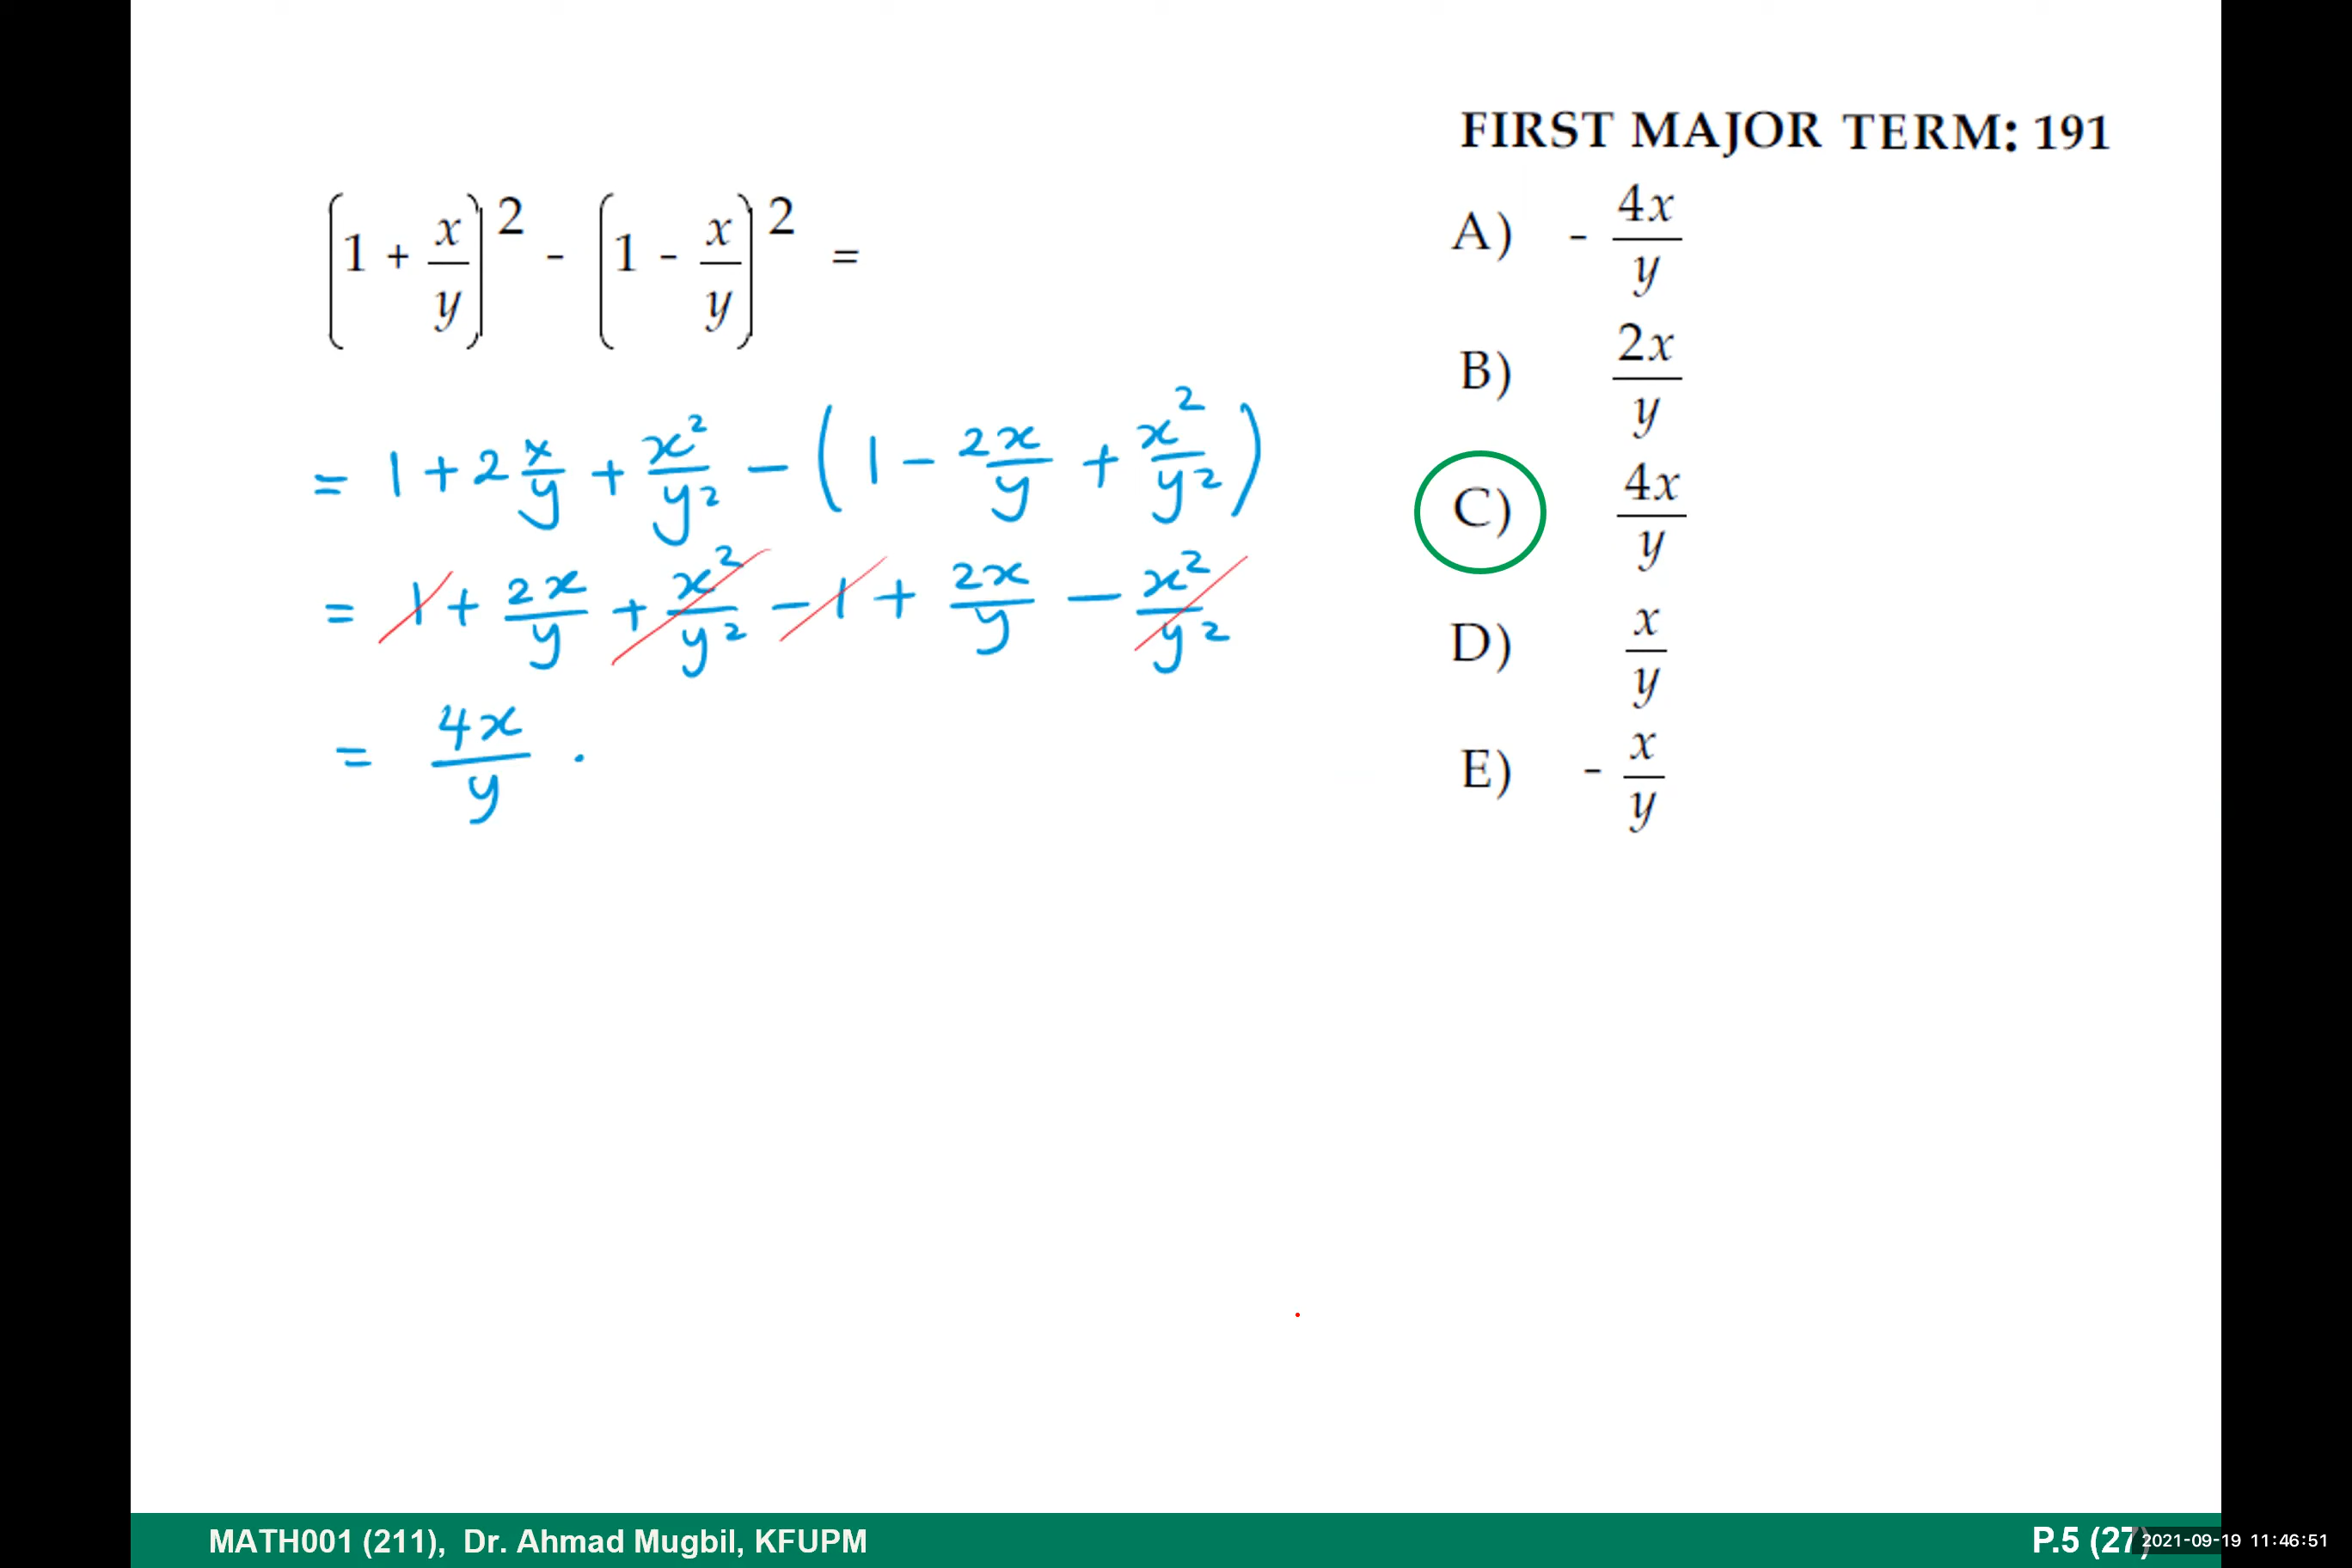 FIRST MAJOR TERM: 191
(1 + x/y)² - (1 - x/y)² =
= 1 + 2 x/y + x²/y² - (1 - 2x/y + x²/y²)
= 1 + 2x/y + x²/y² - 1 + 2x/y - x²/y²
= 4x/y .
A) - 4x/y
B) 2x/y
C) 4x/y
D) x/y
E) - x/y
MATH001 (211), Dr. Ahmad Mugbil, KFUPM
P.5 (27)
2021-09-19 11:46:51